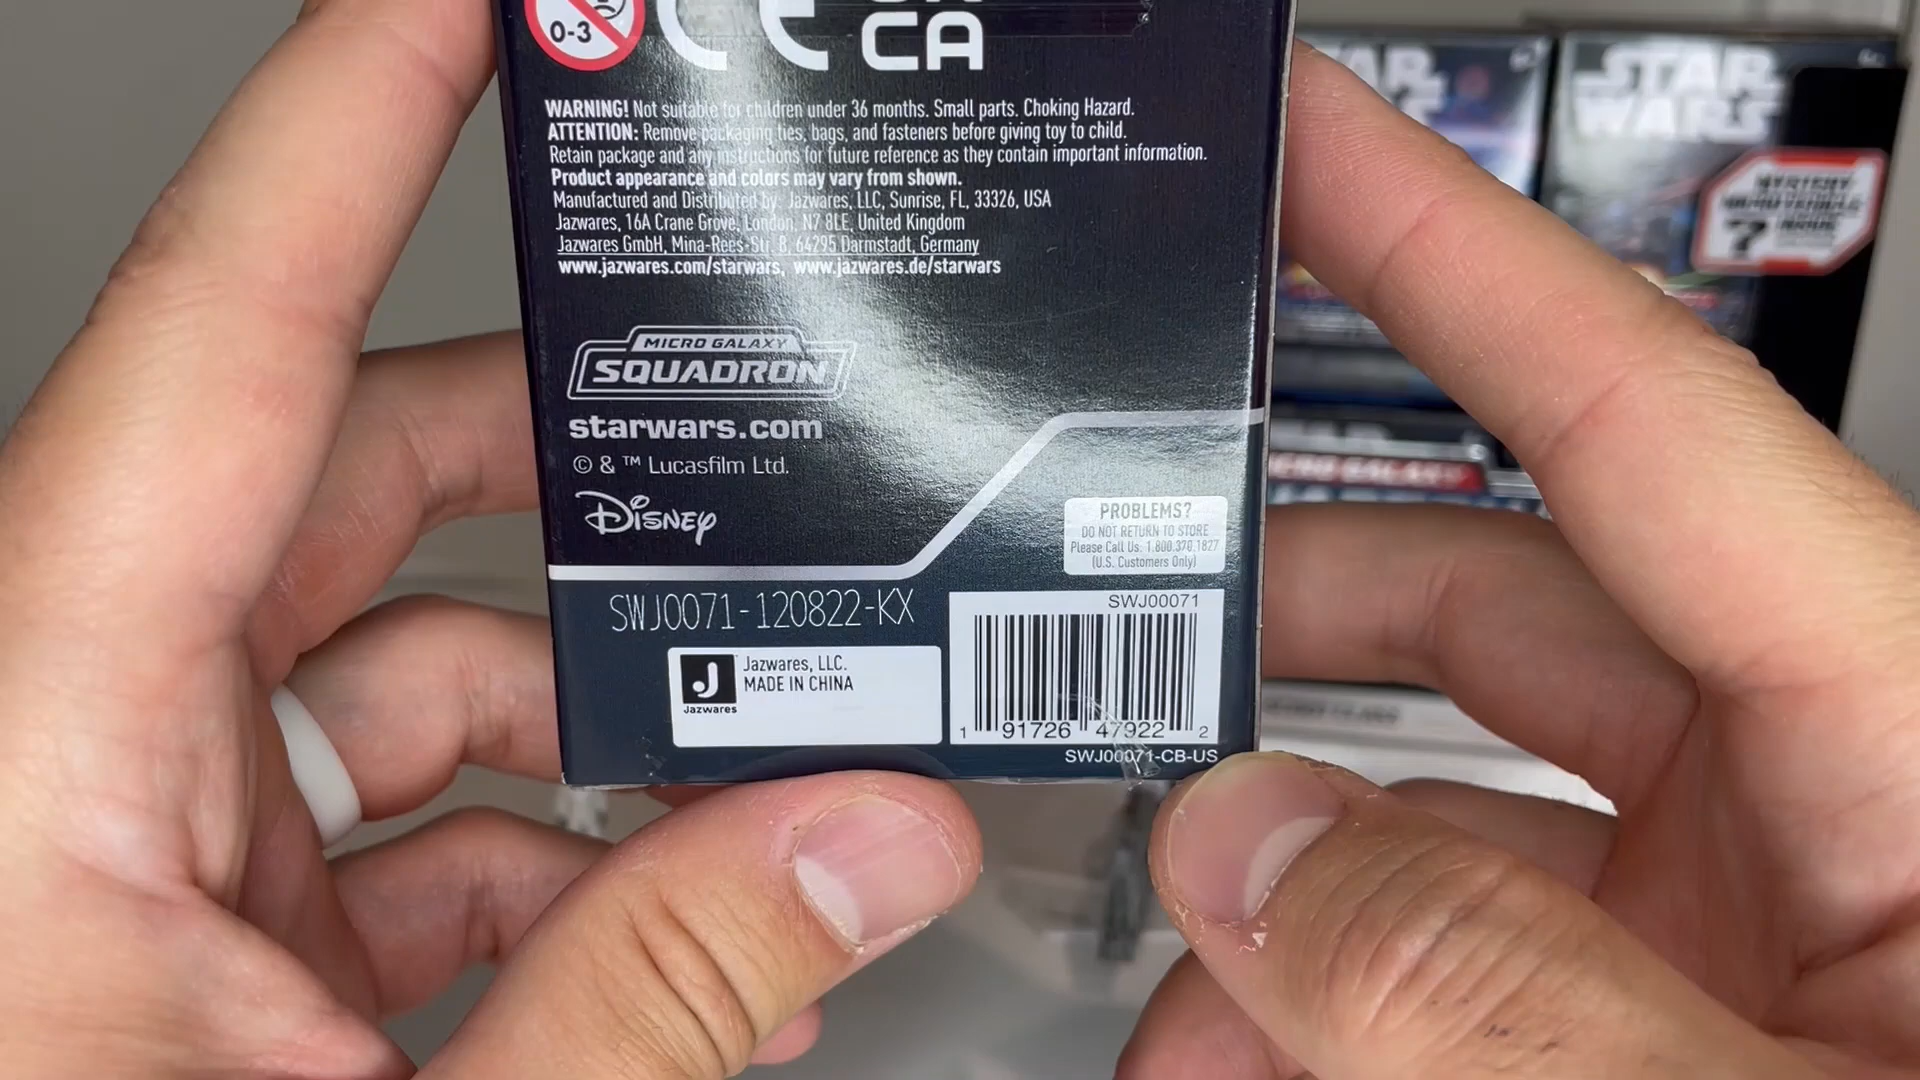 0-3
CA
WARNING! Not suitable for children under 36 months. Small parts. Choking Hazard.
ATTENTION: Remove packaging ties, bags, and fasteners before giving toy to child.
Retain package and any instructions for future reference as they contain important information.
Product appearance and colors may vary from shown.
Manufactured and Distributed by: Jazwares, LLC, Sunrise, FL, 33326, USA
Jazwares, 16A Crane Grove, London, N7 8LE, United Kingdom
Jazwares GmbH, Mina-Rees-Str. 8, 64295 Darmstadt, Germany
www.jazwares.com/starwars, www.jazwares.de/starwars
MICRO GALAXY
SQUADRON
starwars.com
© & ™ Lucasfilm Ltd.
Disney
PROBLEMS?
DO NOT RETURN TO STORE
Please Call Us: 1.800.370.1827
(U.S. Customers Only)
SWJ0071-120822-KX
SWJ00071
Jazwares, LLC.
MADE IN CHINA
Jazwares
1 91726 47922 2
SWJ00071-CB-US
STAR
WARS
MYSTERY
?